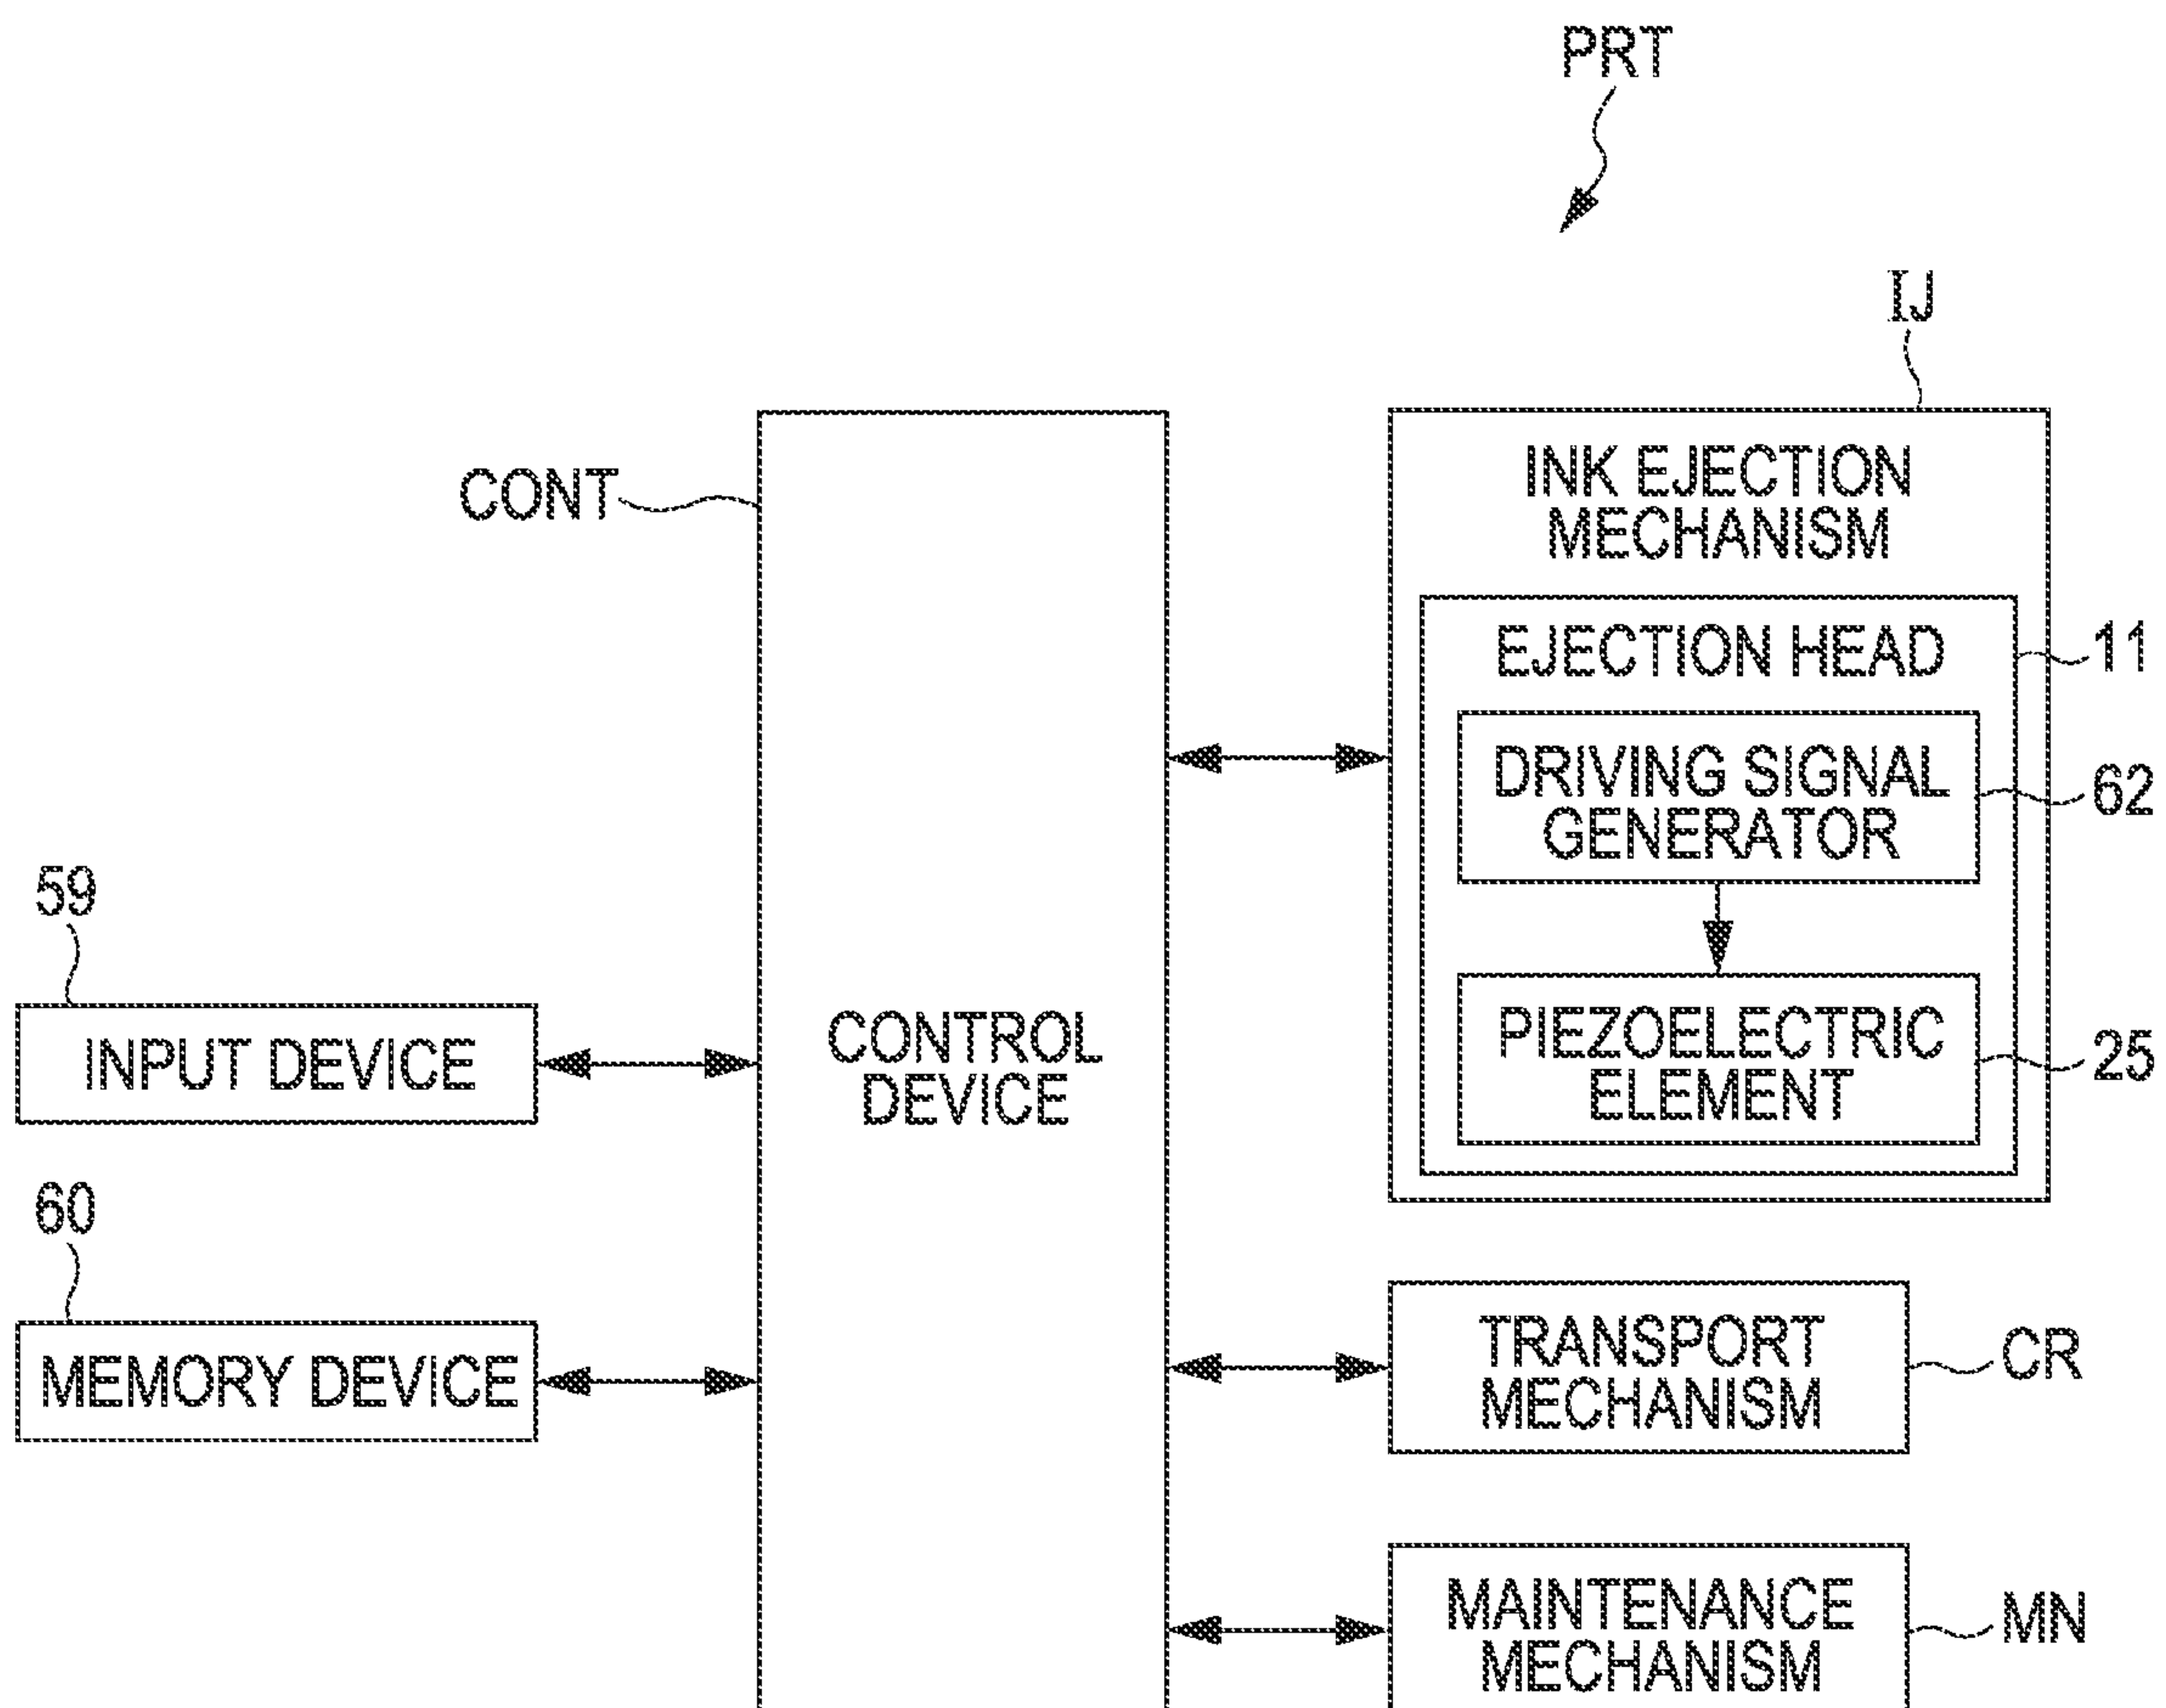 PRT
IJ
CONT
INK EJECTION
MECHANISM
EJECTION HEAD
11
DRIVING SIGNAL
GENERATOR
62
59
INPUT DEVICE
CONTROL
DEVICE
PIEZOELECTRIC
ELEMENT
25
60
MEMORY DEVICE
TRANSPORT
MECHANISM
CR
MAINTENANCE
MECHANISM
MN